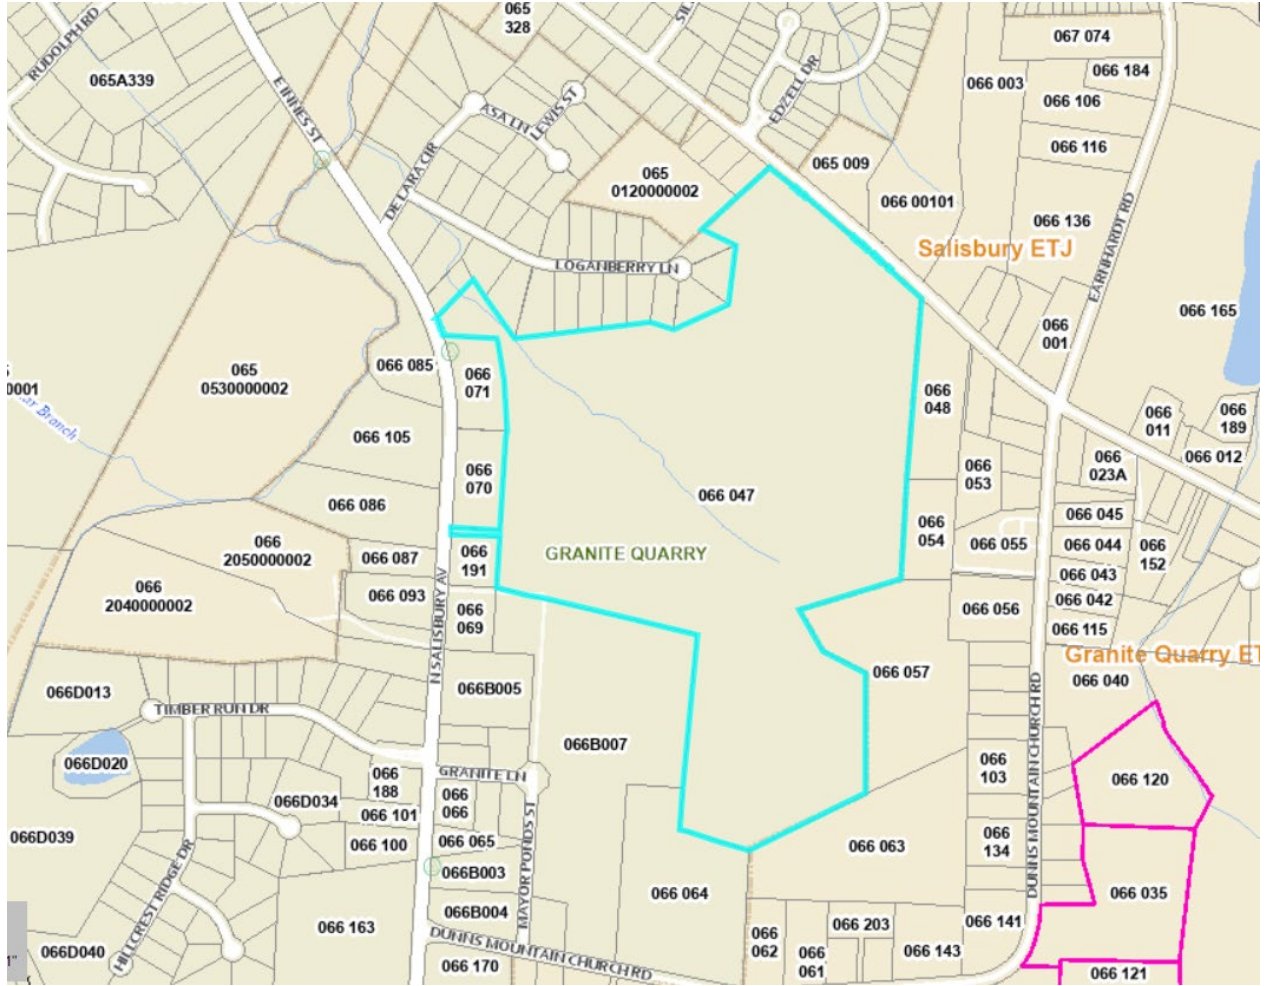 065
328
RUDOLPH RD
065A339
E INNES ST
ASA LN
LEWIS ST
EDZELL DR
DE LARA CIR
067 074
066 184
066 003
066 106
066 116
065 009
065
0120000002
066 00101
066 136
Salisbury ETJ
EARNHARDT RD
LOGANBERRY LN
066 165
066
001
065
0530000002
0001
066 085
066
071
066
048
066
011
066
189
066 012
066
023A
066 105
066
070
066 047
066
053
066 086
066 045
066
054
066 055
066 044
066
152
066
2050000002
066 087
066
191
GRANITE QUARRY
066 043
066
2040000002
066 093
066
069
066 056
066 042
066 115
N SALISBURY AV
Granite Quarry ET
066 057
066 040
066D013
066B005
TIMBER RUN DR
DUNNS MOUNTAIN CHURCH RD
066B007
066D020
066
188
GRANITE LN
066
103
066 120
066D034
066 101
066
066
066D039
066 100
066 065
MAYOR PONDS ST
066 063
066
134
HILLCREST RIDGE DR
066B003
066 064
066 035
066B004
066 163
066 203
066 141
066D040
DUNNS MOUNTAIN CHURCH RD
066
062
066
061
066 143
066 170
066 121
1"